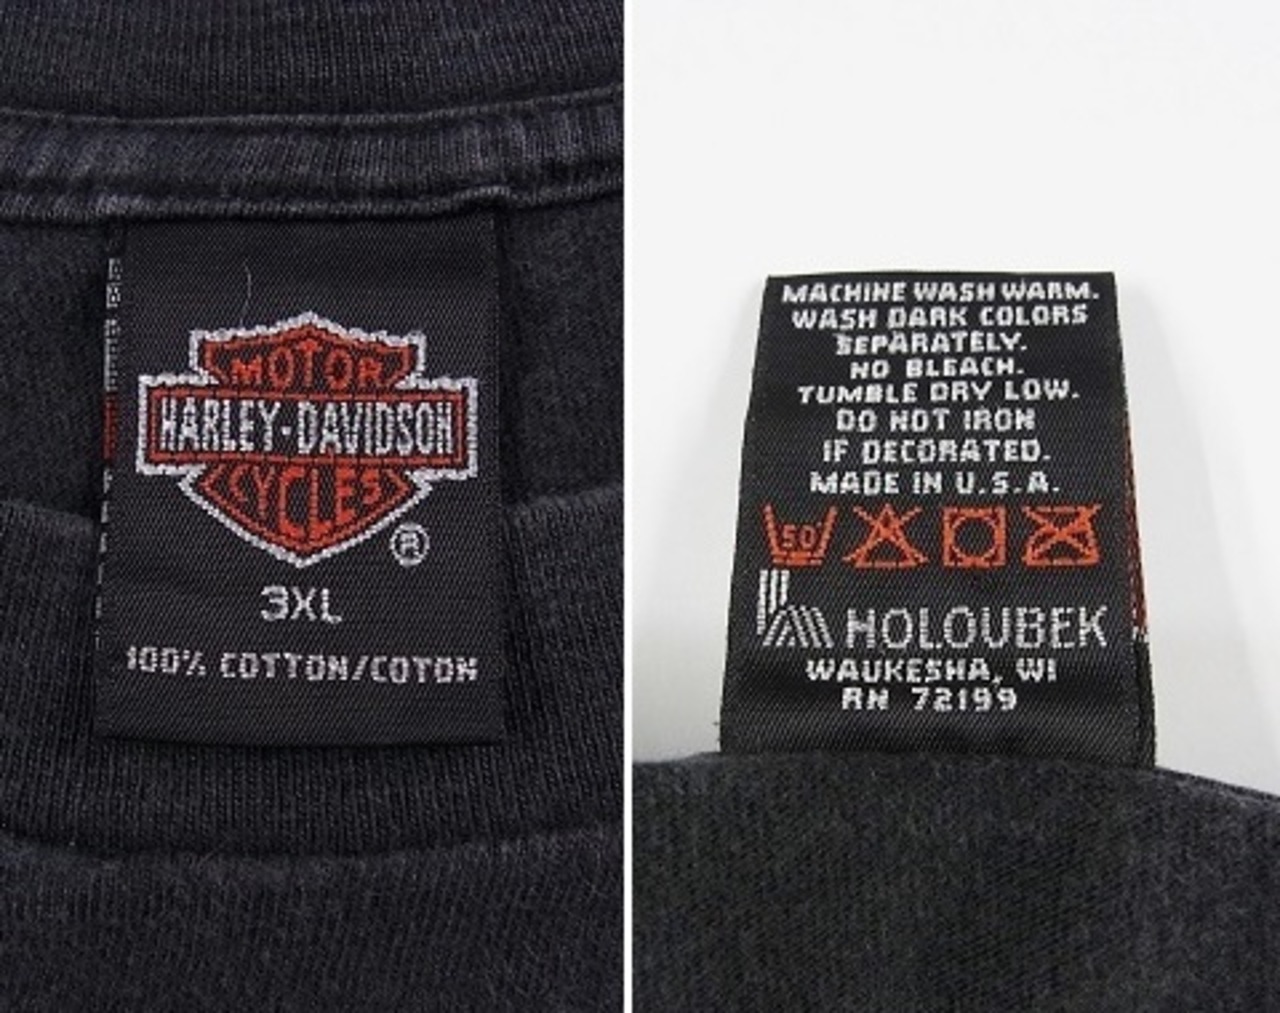 MOTOR
HARLEY-DAVIDSON
CYCLES
®
3XL
100% COTTON/COTON
MACHINE WASH WARM.
WASH DARK COLORS
SEPARATELY.
NO BLEACH.
TUMBLE DRY LOW.
DO NOT IRON
IF DECORATED.
MADE IN U.S.A.
50
HOLOUBEK
WAUKESHA, WI
RN 72199